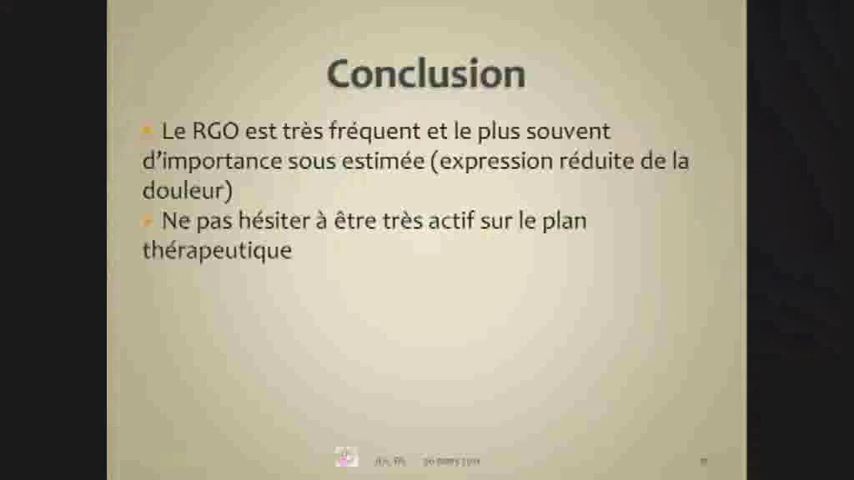 Conclusion
Le RGO est très fréquent et le plus souvent
d'importance sous estimée (expression réduite de la
douleur)
Ne pas hésiter à être très actif sur le plan
thérapeutique